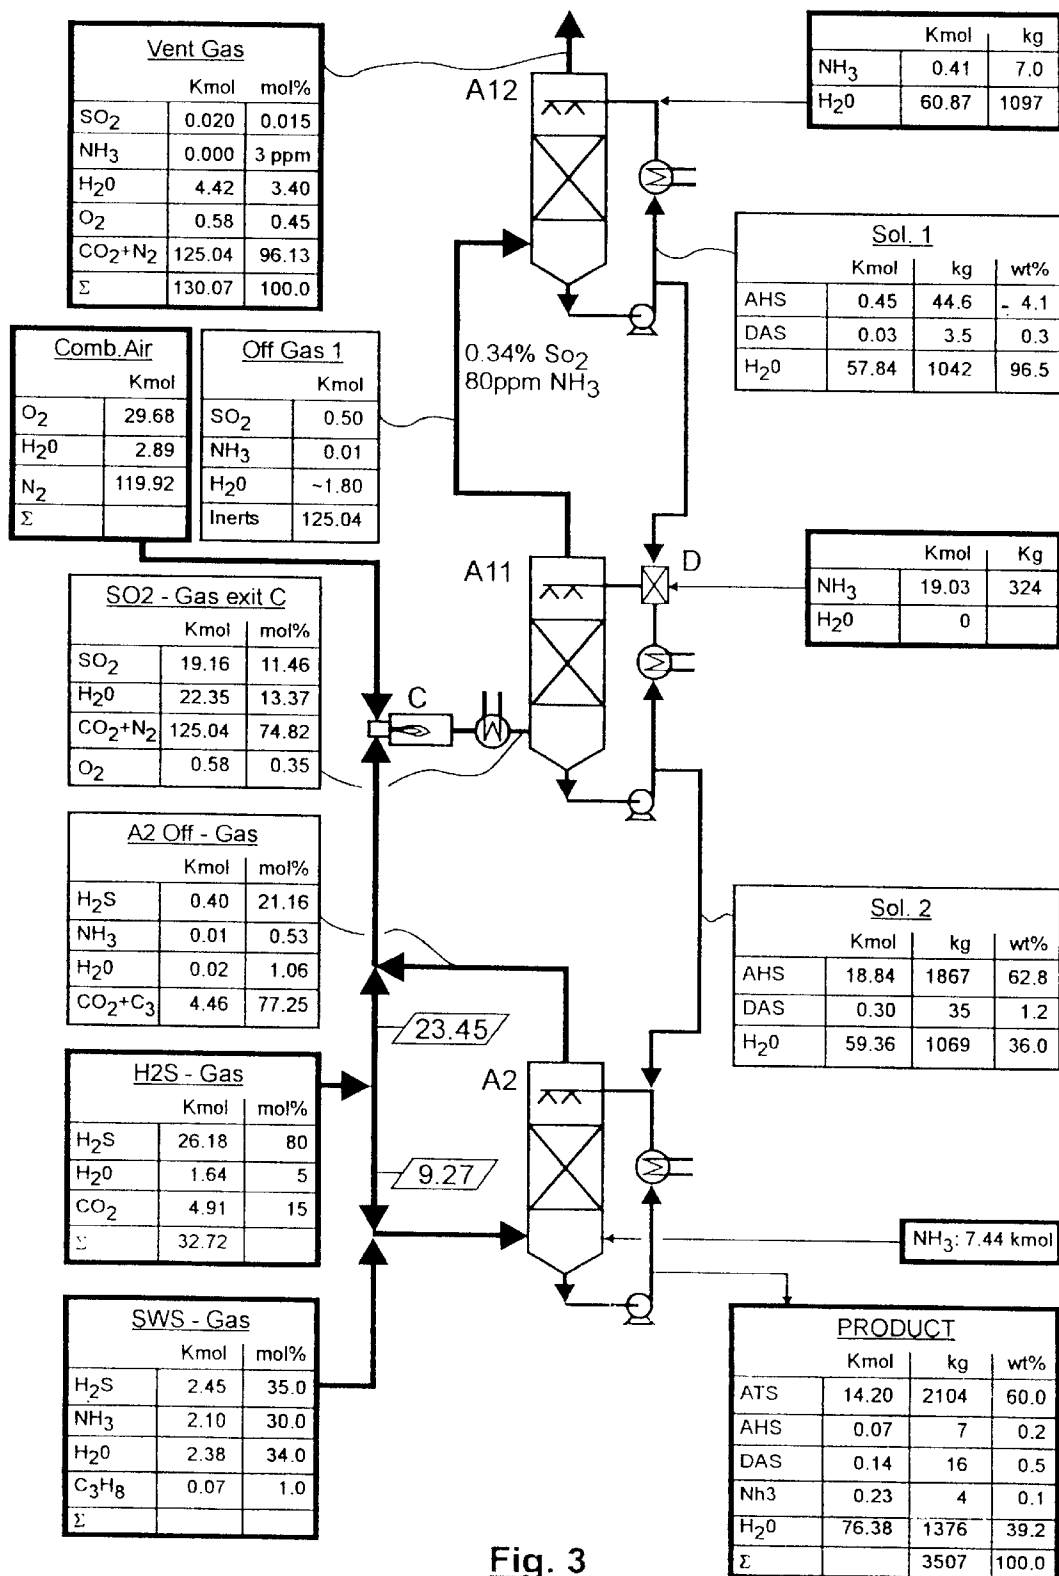 Vent Gas
Kmol mol%
SO2 0.020 0.015
NH3 0.000 3 ppm
H20 4.42 3.40
O2 0.58 0.45
CO2+N2 125.04 96.13
Σ 130.07 100.0
A12
Kmol kg
NH3 0.41 7.0
H20 60.87 1097
Sol. 1
Kmol kg wt%
AHS 0.45 44.6 4.1
DAS 0.03 3.5 0.3
H20 57.84 1042 96.5
Comb.Air
Kmol
O2 29.68
H20 2.89
N2 119.92
Σ
Off Gas 1
Kmol
SO2 0.50
NH3 0.01
H20 ~1.80
Inerts 125.04
0.34% So2
80ppm NH3
A11
D
Kmol Kg
NH3 19.03 324
H20 0
SO2 - Gas exit C
Kmol mol%
SO2 19.16 11.46
H20 22.35 13.37
CO2+N2 125.04 74.82
O2 0.58 0.35
C
A2 Off - Gas
Kmol mol%
H2S 0.40 21.16
NH3 0.01 0.53
H20 0.02 1.06
CO2+C3 4.46 77.25
Sol. 2
Kmol kg wt%
AHS 18.84 1867 62.8
DAS 0.30 35 1.2
H20 59.36 1069 36.0
23.45
H2S - Gas
Kmol mol%
H2S 26.18 80
H20 1.64 5
CO2 4.91 15
Σ 32.72
A2
9.27
NH3: 7.44 kmol
SWS - Gas
Kmol mol%
H2S 2.45 35.0
NH3 2.10 30.0
H20 2.38 34.0
C3H8 0.07 1.0
Σ
PRODUCT
Kmol kg wt%
ATS 14.20 2104 60.0
AHS 0.07 7 0.2
DAS 0.14 16 0.5
Nh3 0.23 4 0.1
H20 76.38 1376 39.2
Σ 3507 100.0
Fig. 3